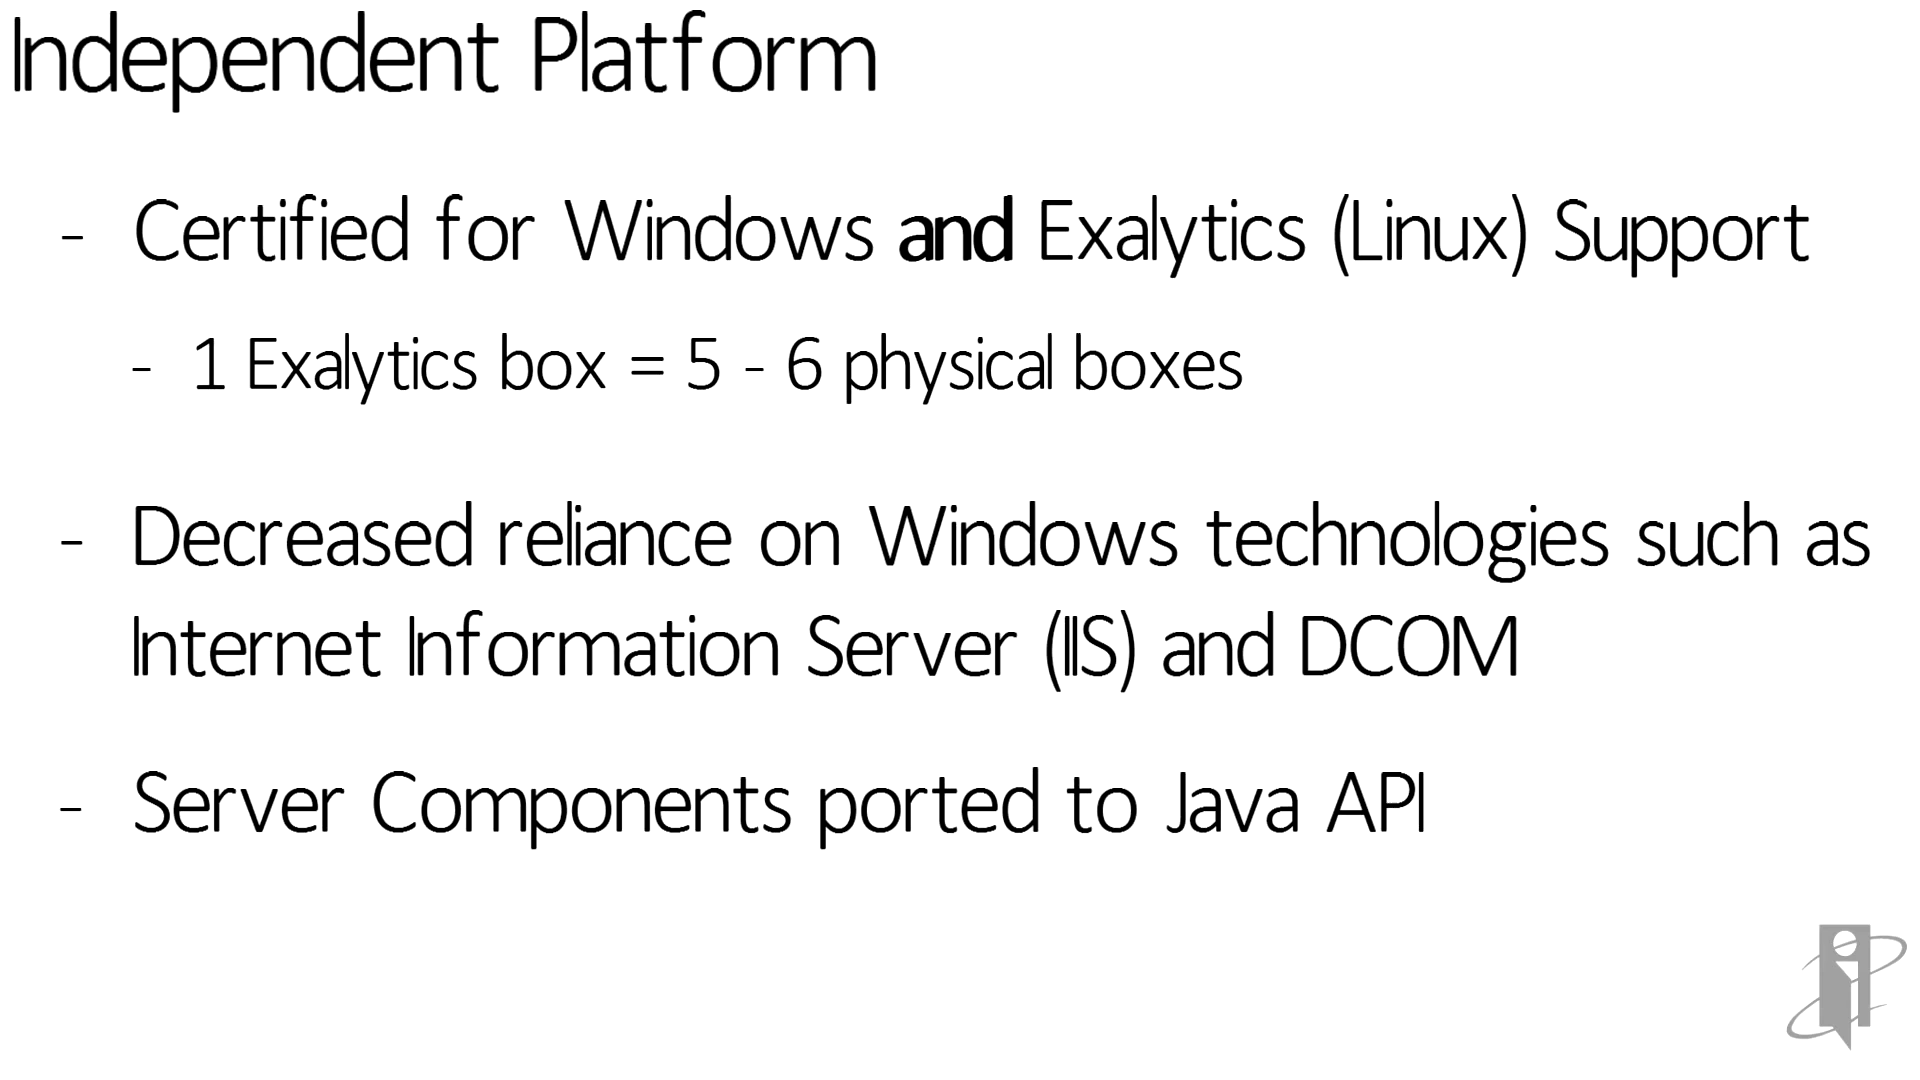 Independent Platform
- Certified for Windows and Exalytics (Linux) Support
- 1 Exalytics box = 5 - 6 physical boxes
- Decreased reliance on Windows technologies such as
Internet Information Server (IIS) and DCOM
- Server Components ported to Java API